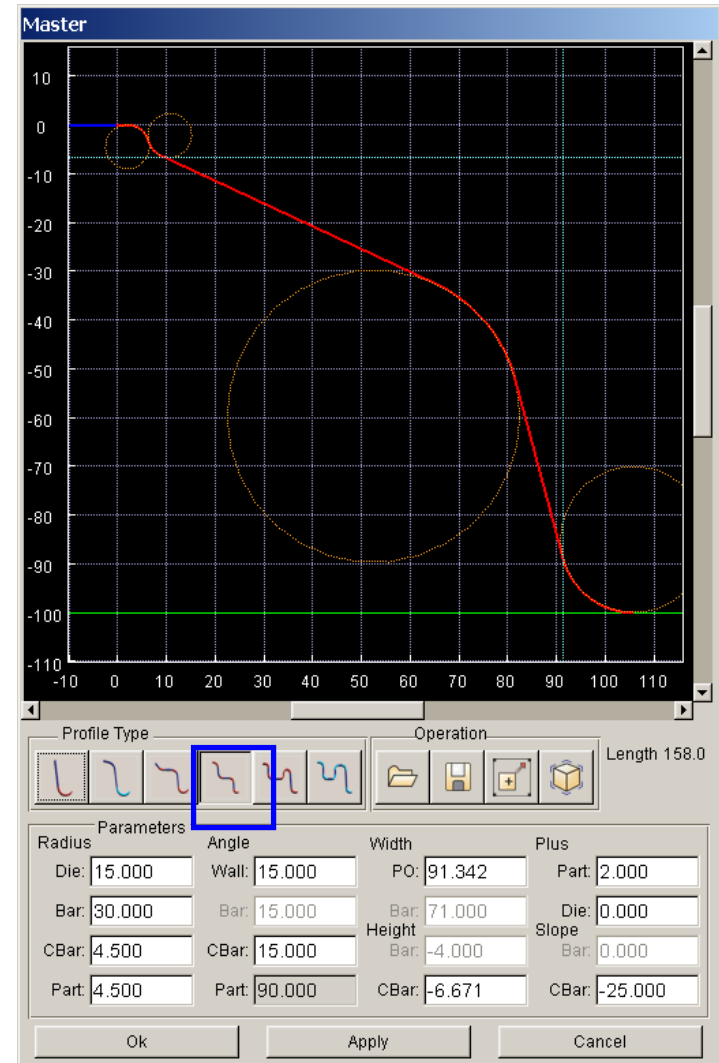 Master
10
0
-10
-20
-30
-40
-50
-60
-70
-80
-90
-100
-110
-10 0 10 20 30 40 50 60 70 80 90 100 110
Profile Type Operation
Length 158.0
Parameters
Radius Angle Width Plus
Die: 15.000 Wall: 15.000 PO: 91.342 Part: 2.000
Bar: 30.000 Bar: 15.000 Bar: 71.000 Die: 0.000
Height Slope
CBar: 4.500 CBar: 15.000 Bar: -4.000 Bar: 0.000
Part: 4.500 Part: 90.000 CBar: -6.671 CBar: -25.000
Ok Apply Cancel